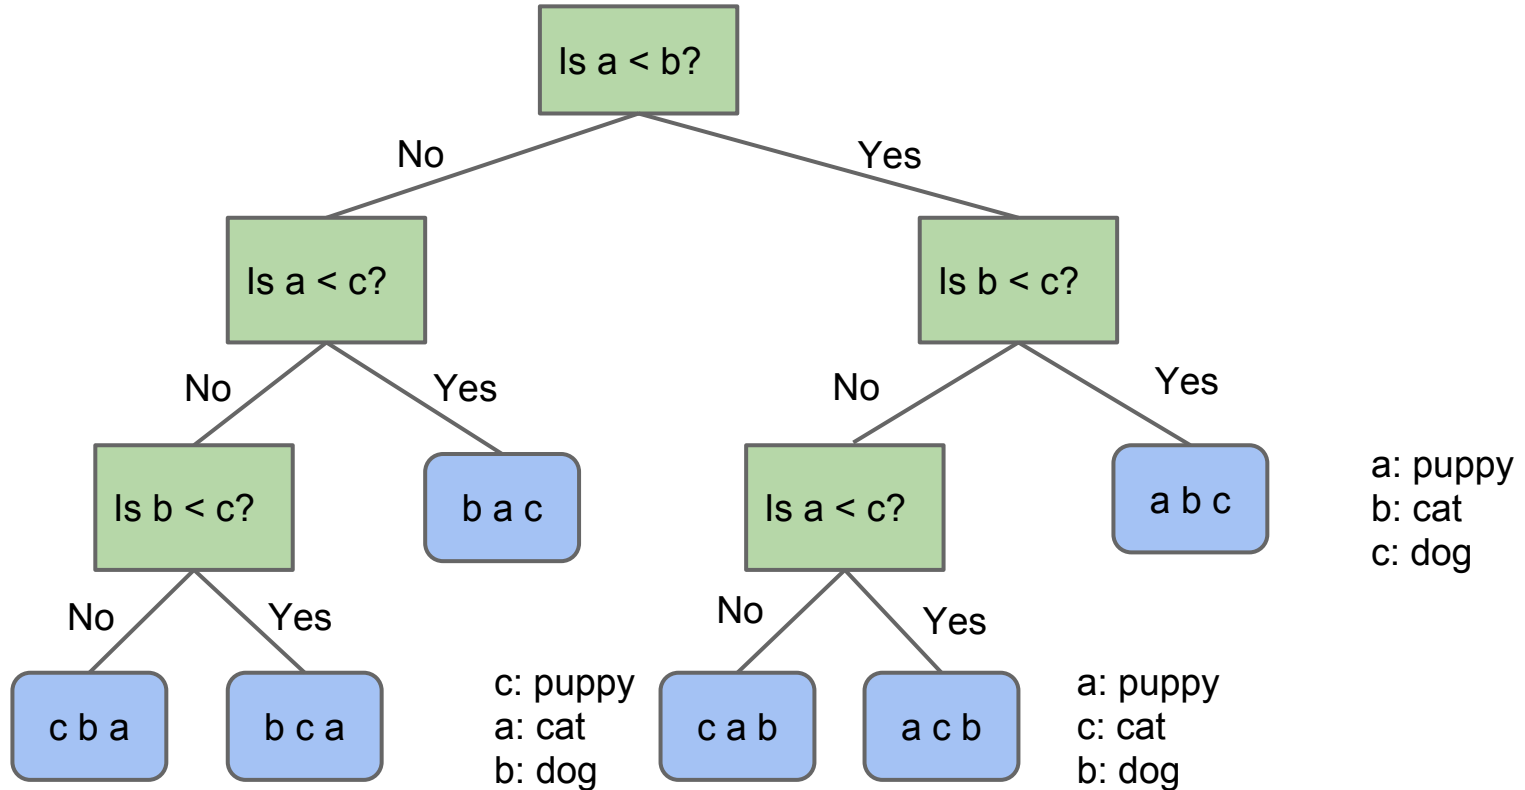 Is a < b?
No
Yes
Is a < c?
Is b < c?
No
Yes
No
Yes
Is b < c?
b a c
Is a < c?
a b c
a: puppy
b: cat
c: dog
No
Yes
No
Yes
c b a
b c a
c: puppy
a: cat
b: dog
c a b
a c b
a: puppy
c: cat
b: dog